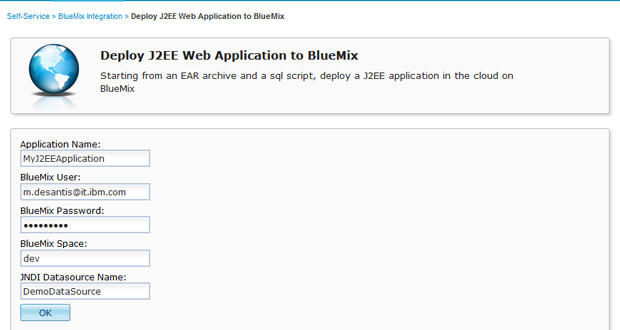 Self-Service > BlueMix Integration > Deploy J2EE Web Application to BlueMix
Deploy J2EE Web Application to BlueMix
Starting from an EAR archive and a sql script, deploy a J2EE application in the cloud on
BlueMix
Application Name:
MyJ2EEApplication
BlueMix User:
m.desantis@it.ibm.com
BlueMix Password:
•••••••••
BlueMix Space:
dev
JNDI Datasource Name:
DemoDataSource
OK